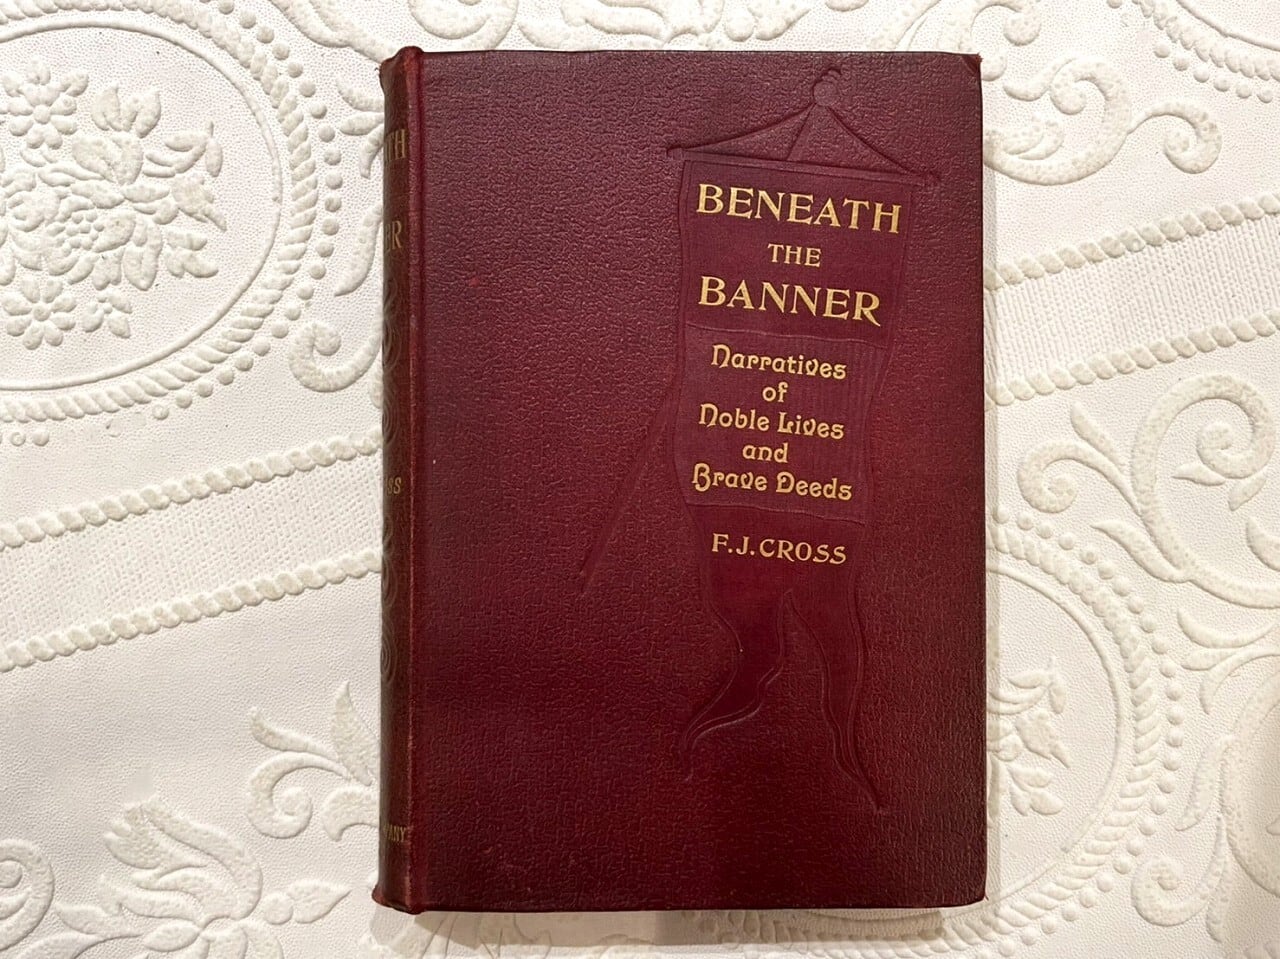 BENEATH
THE
BANNER
Narratives
of
Noble Lives
and
Brave Deeds
F.J. CROSS